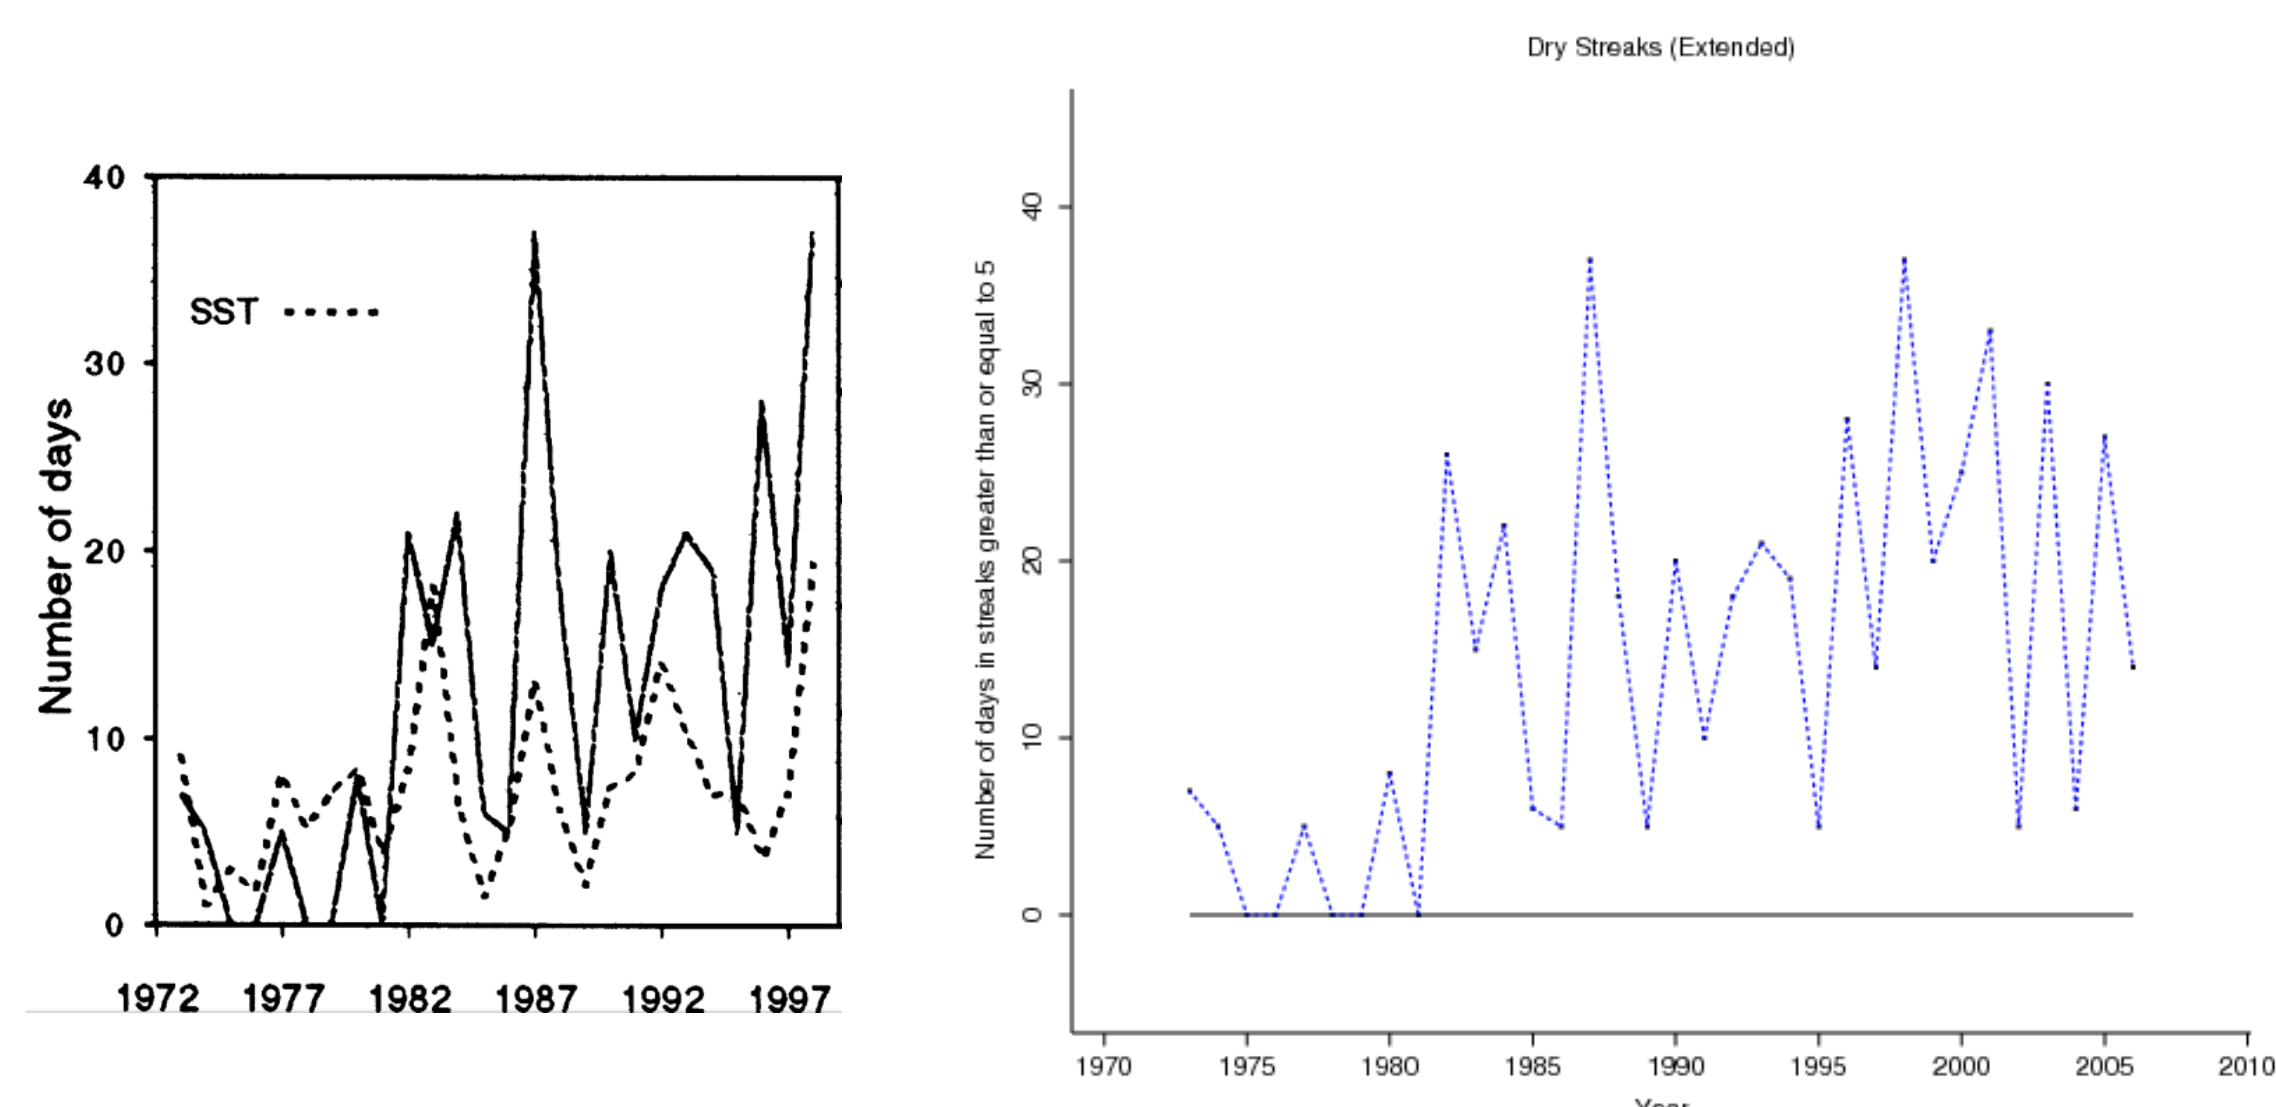 40
30
20
10
0
Number of days
SST
1972 1977 1982 1987 1992 1997
Dry Streaks (Extended)
Number of days in streaks greater than or equal to 5
40
30
20
10
0
1970 1975 1980 1985 1990 1995 2000 2005 2010
Year